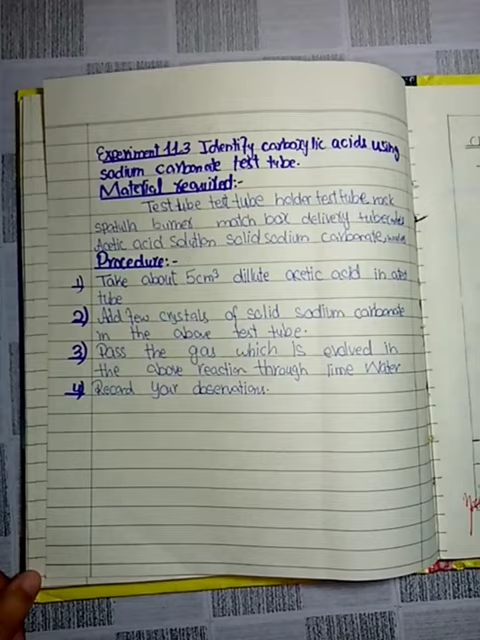 Experiment 11.3 Identify carboxylic acids using
sodium carbonate test tube.
Material required:-
Test tube test tube holder test tube rack
spatula burner match box delivery tube
Acetic acid solution solid sodium carbonate
Procedure:-
1) Take about 5cm³ dillute acetic acid in a test
tube
2) Add few crystals of solid sodium carbonate
in the above test tube.
3) Pass the gas which is evolved in
the above reaction through lime water
4) Record your observations.